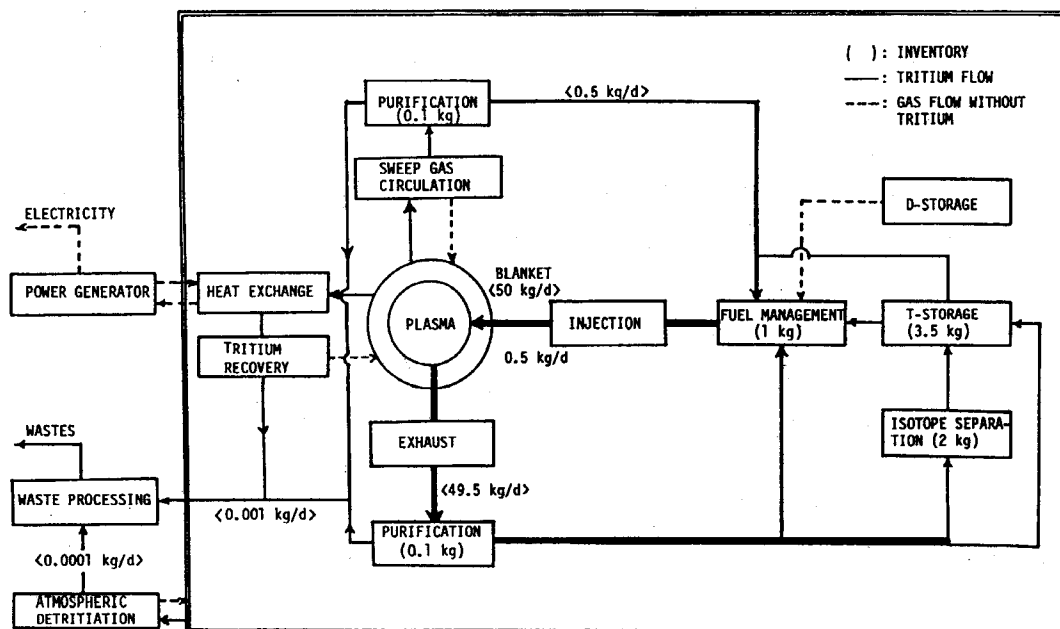 ( ): INVENTORY
: TRITIUM FLOW
: GAS FLOW WITHOUT
TRITIUM
<0.5 kg/d>
PURIFICATION
(0.1 kg)
SWEEP GAS
CIRCULATION
D-STORAGE
ELECTRICITY
POWER GENERATOR
HEAT EXCHANGE
BLANKET
<50 kg/d>
PLASMA
INJECTION
FUEL MANAGEMENT
(1 kg)
T-STORAGE
(3.5 kg)
0.5 kg/d
TRITIUM
RECOVERY
EXHAUST
ISOTOPE SEPARA-
TION (2 kg)
WASTES
WASTE PROCESSING
<49.5 kg/d>
<0.001 kg/d>
PURIFICATION
(0.1 kg)
<0.0001 kg/d>
ATMOSPHERIC
DETRITIATION